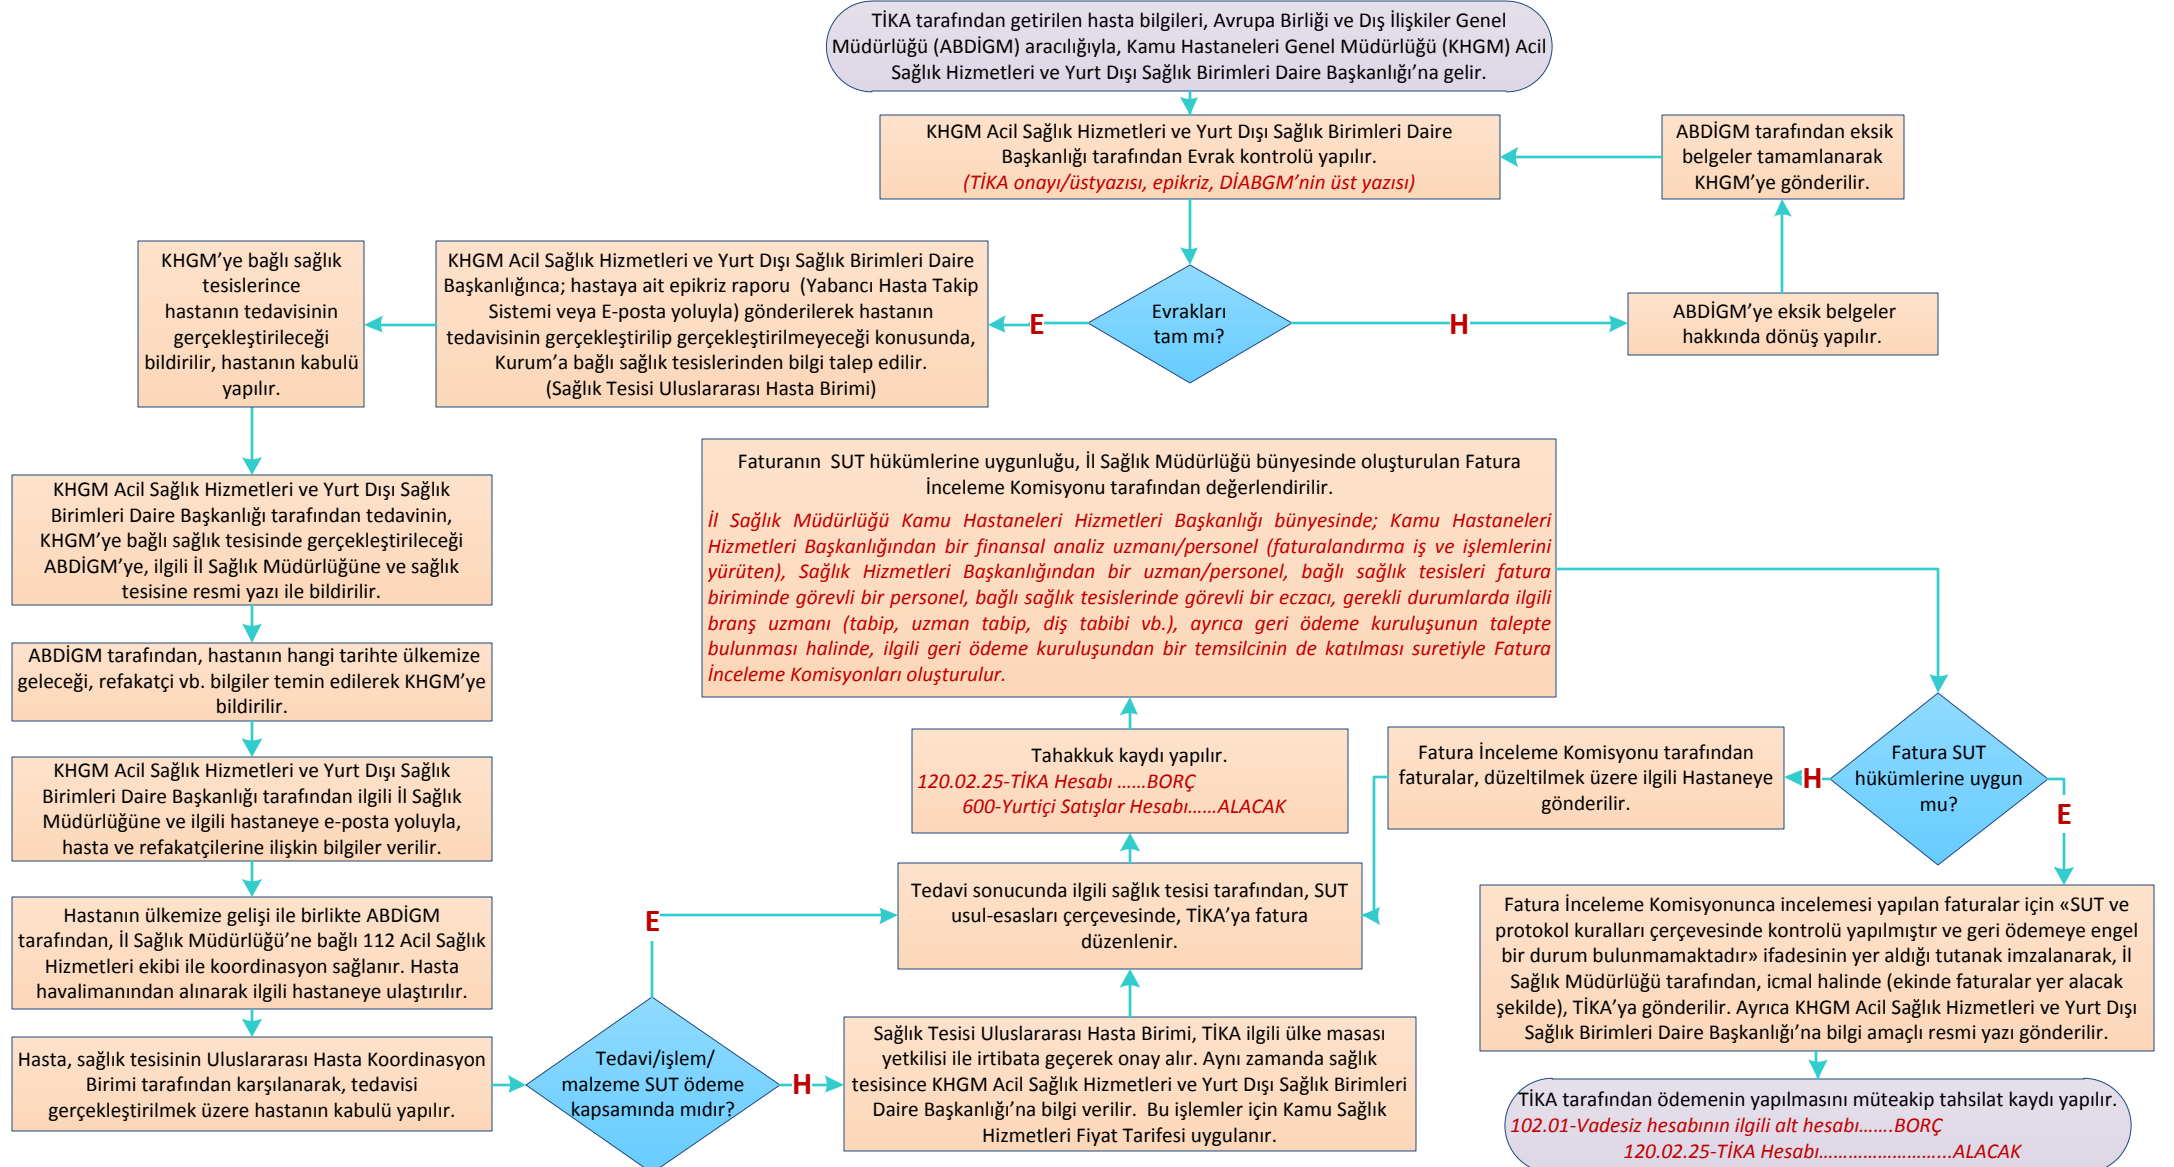 TİKA tarafından getirilen hasta bilgileri, Avrupa Birliği ve Dış İlişkiler Genel
Müdürlüğü (ABDİGM) aracılığıyla, Kamu Hastaneleri Genel Müdürlüğü (KHGM) Acil
Sağlık Hizmetleri ve Yurt Dışı Sağlık Birimleri Daire Başkanlığı’na gelir.
KHGM Acil Sağlık Hizmetleri ve Yurt Dışı Sağlık Birimleri Daire
Başkanlığı tarafından Evrak kontrolü yapılır.
(TİKA onayı/üstyazısı, epikriz, DİABGM’nin üst yazısı)
ABDİGM tarafından eksik
belgeler tamamlanarak
KHGM’ye gönderilir.
Evrakları
tam mı?
H
ABDİGM’ye eksik belgeler
hakkında dönüş yapılır.
E
KHGM Acil Sağlık Hizmetleri ve Yurt Dışı Sağlık Birimleri Daire
Başkanlığınca; hastaya ait epikriz raporu  (Yabancı Hasta Takip
Sistemi veya E-posta yoluyla) gönderilerek hastanın
tedavisinin gerçekleştirilip gerçekleştirilmeyeceği konusunda,
Kurum’a bağlı sağlık tesislerinden bilgi talep edilir.
(Sağlık Tesisi Uluslararası Hasta Birimi)
KHGM’ye bağlı sağlık
tesislerince
hastanın tedavisinin
gerçekleştirileceği
bildirilir, hastanın kabulü
yapılır.
KHGM Acil Sağlık Hizmetleri ve Yurt Dışı Sağlık
Birimleri Daire Başkanlığı tarafından tedavinin,
KHGM’ye bağlı sağlık tesisinde gerçekleştirileceği
ABDİGM’ye, ilgili İl Sağlık Müdürlüğüne ve sağlık
tesisine resmi yazı ile bildirilir.
ABDİGM tarafından, hastanın hangi tarihte ülkemize
geleceği, refakatçi vb. bilgiler temin edilerek KHGM’ye
bildirilir.
KHGM Acil Sağlık Hizmetleri ve Yurt Dışı Sağlık
Birimleri Daire Başkanlığı tarafından ilgili İl Sağlık
Müdürlüğüne ve ilgili hastaneye e-posta yoluyla,
hasta ve refakatçilerine ilişkin bilgiler verilir.
Hastanın ülkemize gelişi ile birlikte ABDİGM
tarafından, İl Sağlık Müdürlüğü’ne bağlı 112 Acil Sağlık
Hizmetleri ekibi ile koordinasyon sağlanır. Hasta
havalimanından alınarak ilgili hastaneye ulaştırılır.
Hasta, sağlık tesisinin Uluslararası Hasta Koordinasyon
Birimi tarafından karşılanarak, tedavisi
gerçekleştirilmek üzere hastanın kabulü yapılır.
Tedavi/işlem/
malzeme SUT ödeme
kapsamında mıdır?
E
H
Sağlık Tesisi Uluslararası Hasta Birimi, TİKA ilgili ülke masası
yetkilisi ile irtibata geçerek onay alır. Aynı zamanda sağlık
tesisince KHGM Acil Sağlık Hizmetleri ve Yurt Dışı Sağlık Birimleri
Daire Başkanlığı’na bilgi verilir.  Bu işlemler için Kamu Sağlık
Hizmetleri Fiyat Tarifesi uygulanır.
Tedavi sonucunda ilgili sağlık tesisi tarafından, SUT
usul-esasları çerçevesinde, TİKA’ya fatura
düzenlenir.
Tahakkuk kaydı yapılır.
120.02.25-TİKA Hesabı ......BORÇ
600-Yurtiçi Satışlar Hesabı......ALACAK
Faturanın  SUT hükümlerine uygunluğu, İl Sağlık Müdürlüğü bünyesinde oluşturulan Fatura
İnceleme Komisyonu tarafından değerlendirilir.
İl Sağlık Müdürlüğü Kamu Hastaneleri Hizmetleri Başkanlığı bünyesinde; Kamu Hastaneleri
Hizmetleri Başkanlığından bir finansal analiz uzmanı/personel (faturalandırma iş ve işlemlerini
yürüten), Sağlık Hizmetleri Başkanlığından bir uzman/personel, bağlı sağlık tesisleri fatura
biriminde görevli bir personel, bağlı sağlık tesislerinde görevli bir eczacı, gerekli durumlarda ilgili
branş uzmanı (tabip, uzman tabip, diş tabibi vb.), ayrıca geri ödeme kuruluşunun talepte
bulunması halinde, ilgili geri ödeme kuruluşundan bir temsilcinin de katılması suretiyle Fatura
İnceleme Komisyonları oluşturulur.
Fatura SUT
hükümlerine uygun
mu?
H
Fatura İnceleme Komisyonu tarafından
faturalar, düzeltilmek üzere ilgili Hastaneye
gönderilir.
E
Fatura İnceleme Komisyonunca incelemesi yapılan faturalar için «SUT ve
protokol kuralları çerçevesinde kontrolü yapılmıştır ve geri ödemeye engel
bir durum bulunmamaktadır» ifadesinin yer aldığı tutanak imzalanarak, İl
Sağlık Müdürlüğü tarafından, icmal halinde (ekinde faturalar yer alacak
şekilde), TİKA’ya gönderilir. Ayrıca KHGM Acil Sağlık Hizmetleri ve Yurt Dışı
Sağlık Birimleri Daire Başkanlığı’na bilgi amaçlı resmi yazı gönderilir.
TİKA tarafından ödemenin yapılmasını müteakip tahsilat kaydı yapılır.
102.01-Vadesiz hesabının ilgili alt hesabı.......BORÇ
120.02.25-TİKA Hesabı……………………...ALACAK